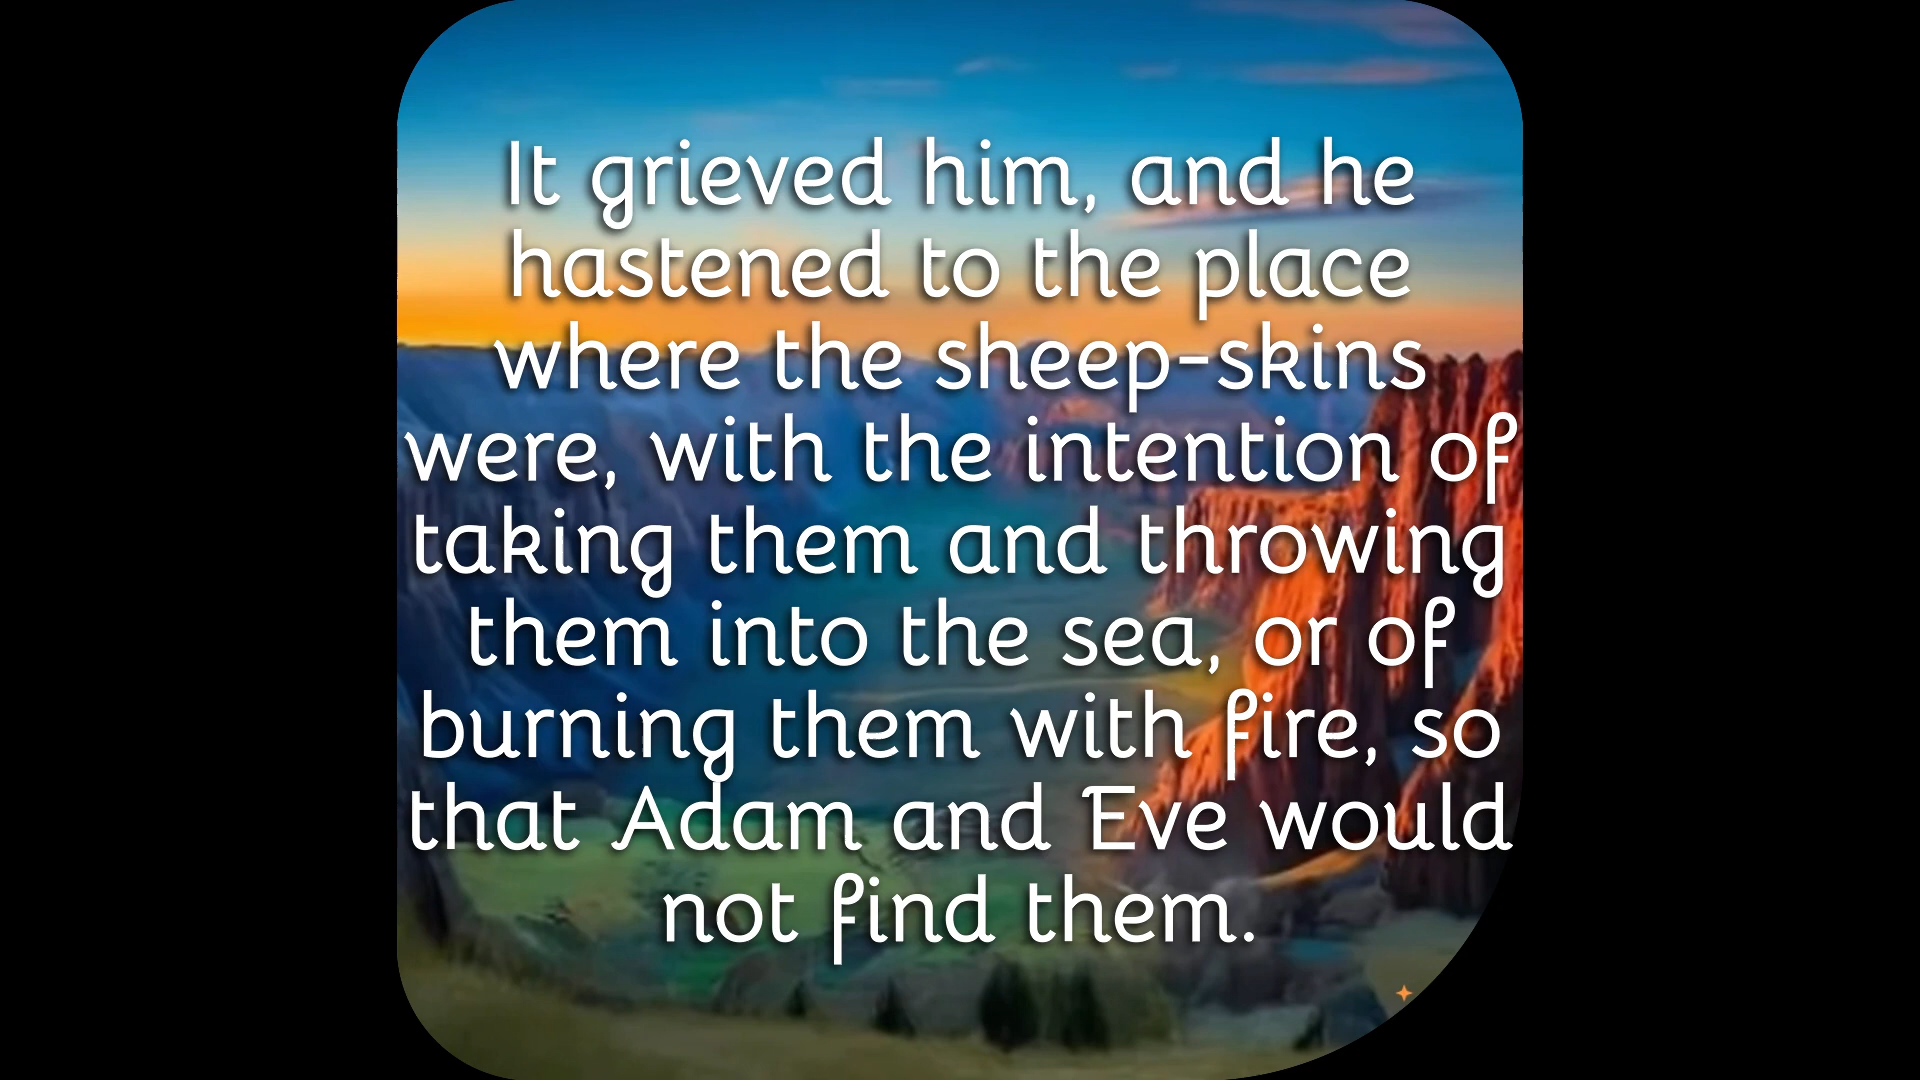 It grieved him, and he
hastened to the place
where the sheep-skins
were, with the intention of
taking them and throwing
them into the sea, or of
burning them with fire, so
that Adam and Eve would
not find them.